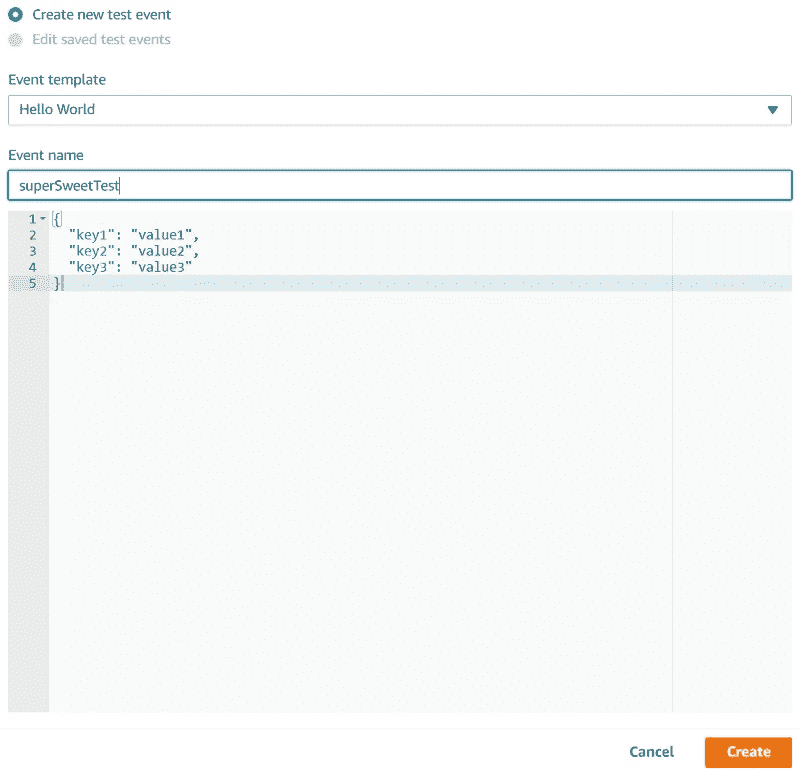 Create new test event
Edit saved test events
Event template
Hello World
Event name
superSweetTest
1 {
2 "key1": "value1",
3 "key2": "value2",
4 "key3": "value3"
5 }
Cancel Create